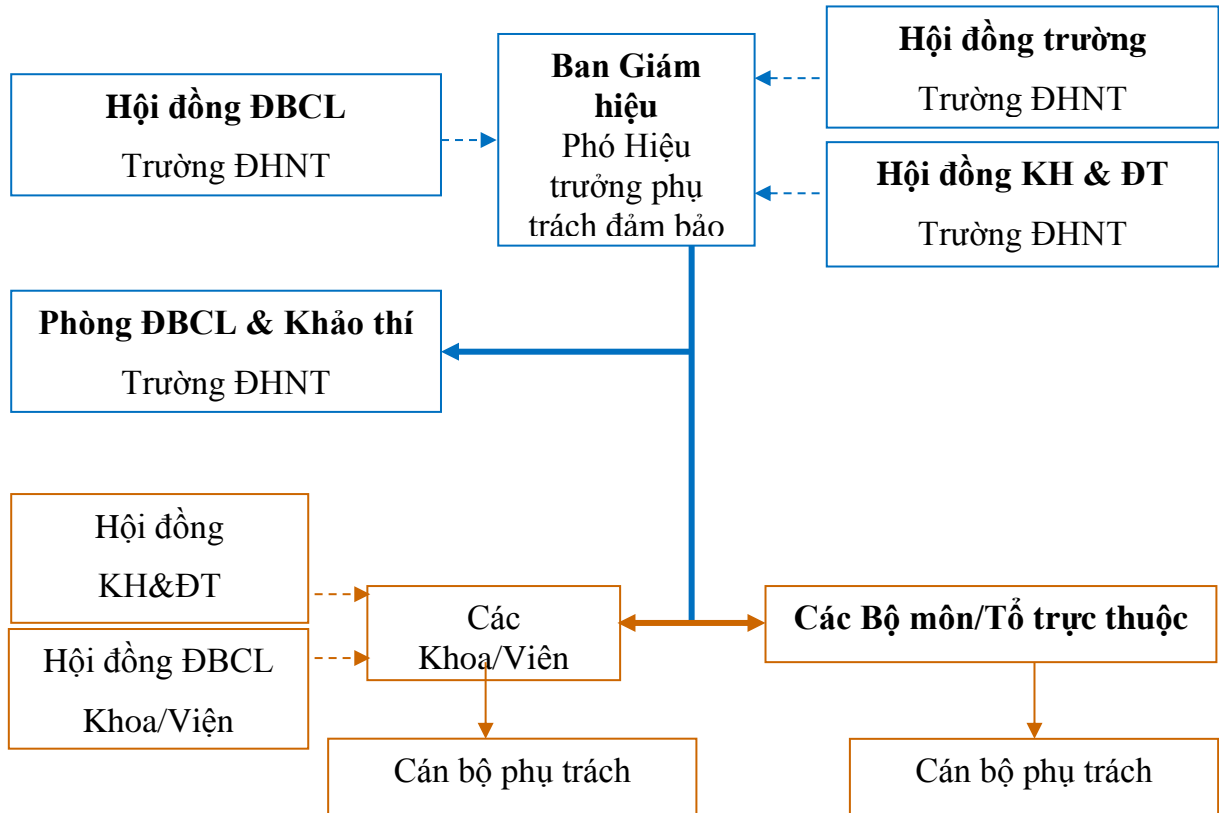 Hội đồng ĐBCL
Trường ĐHNT
Ban Giám
hiệu
Phó Hiệu
trưởng phụ
trách đảm bảo
Hội đồng trường
Trường ĐHNT
Hội đồng KH & ĐT
Trường ĐHNT
Phòng ĐBCL & Khảo thí
Trường ĐHNT
Hội đồng
KH&ĐT
Hội đồng ĐBCL
Khoa/Viện
Các
Khoa/Viên
Các Bộ môn/Tổ trực thuộc
Cán bộ phụ trách
Cán bộ phụ trách